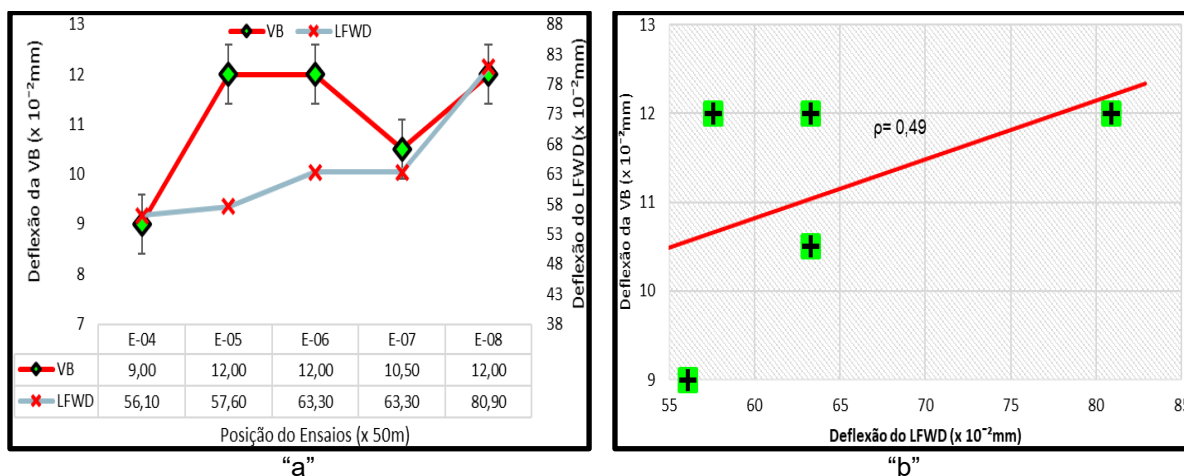 13
12
11
10
9
8
7
Deflexão da VB (x 10⁻²mm)
VB LFWD
88
83
78
73
68
63
58
53
48
43
38
Deflexão do LFWD(x 10⁻²mm)
E-04 E-05 E-06 E-07 E-08
VB 9,00 12,00 12,00 10,50 12,00
LFWD 56,10 57,60 63,30 63,30 80,90
Posição do Ensaios (x 50m)
"a"
13
12
11
10
9
Deflexão da VB (x 10⁻²mm)
ρ= 0,49
55 60 65 70 75 80 85
Deflexão do LFWD (x 10⁻²mm)
"b"